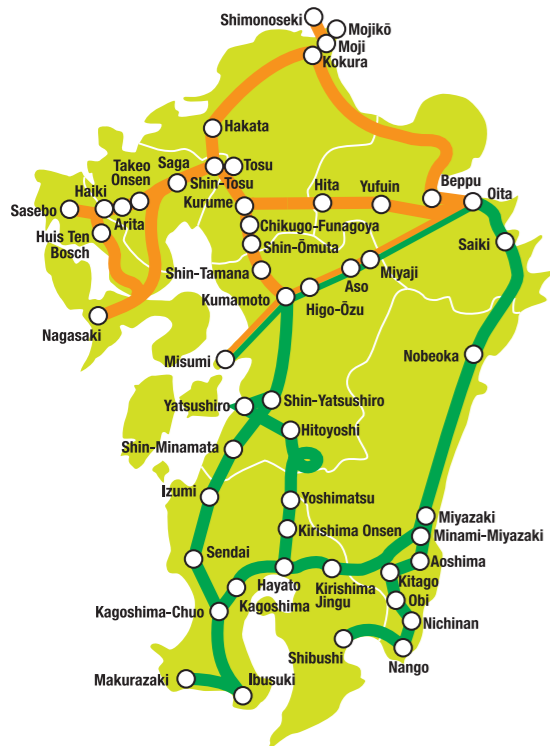 Shimonoseki
Mojikō
Moji
Kokura
Hakata
Takeo
Onsen
Saga
Tosu
Shin-Tosu
Haiki
Sasebo
Arita
Huis Ten
Bosch
Kurume
Hita
Yufuin
Beppu
Oita
Chikugo-Funagoya
Shin-Ōmuta
Saiki
Shin-Tamana
Miyaji
Aso
Kumamoto
Higo-Ōzu
Nagasaki
Misumi
Nobeoka
Yatsushiro
Shin-Yatsushiro
Hitoyoshi
Shin-Minamata
Izumi
Yoshimatsu
Miyazaki
Kirishima Onsen
Minami-Miyazaki
Sendai
Aoshima
Hayato
Kirishima
Jingu
Kitago
Kagoshima
Obi
Kagoshima-Chuo
Nichinan
Shibushi
Nango
Makurazaki
Ibusuki